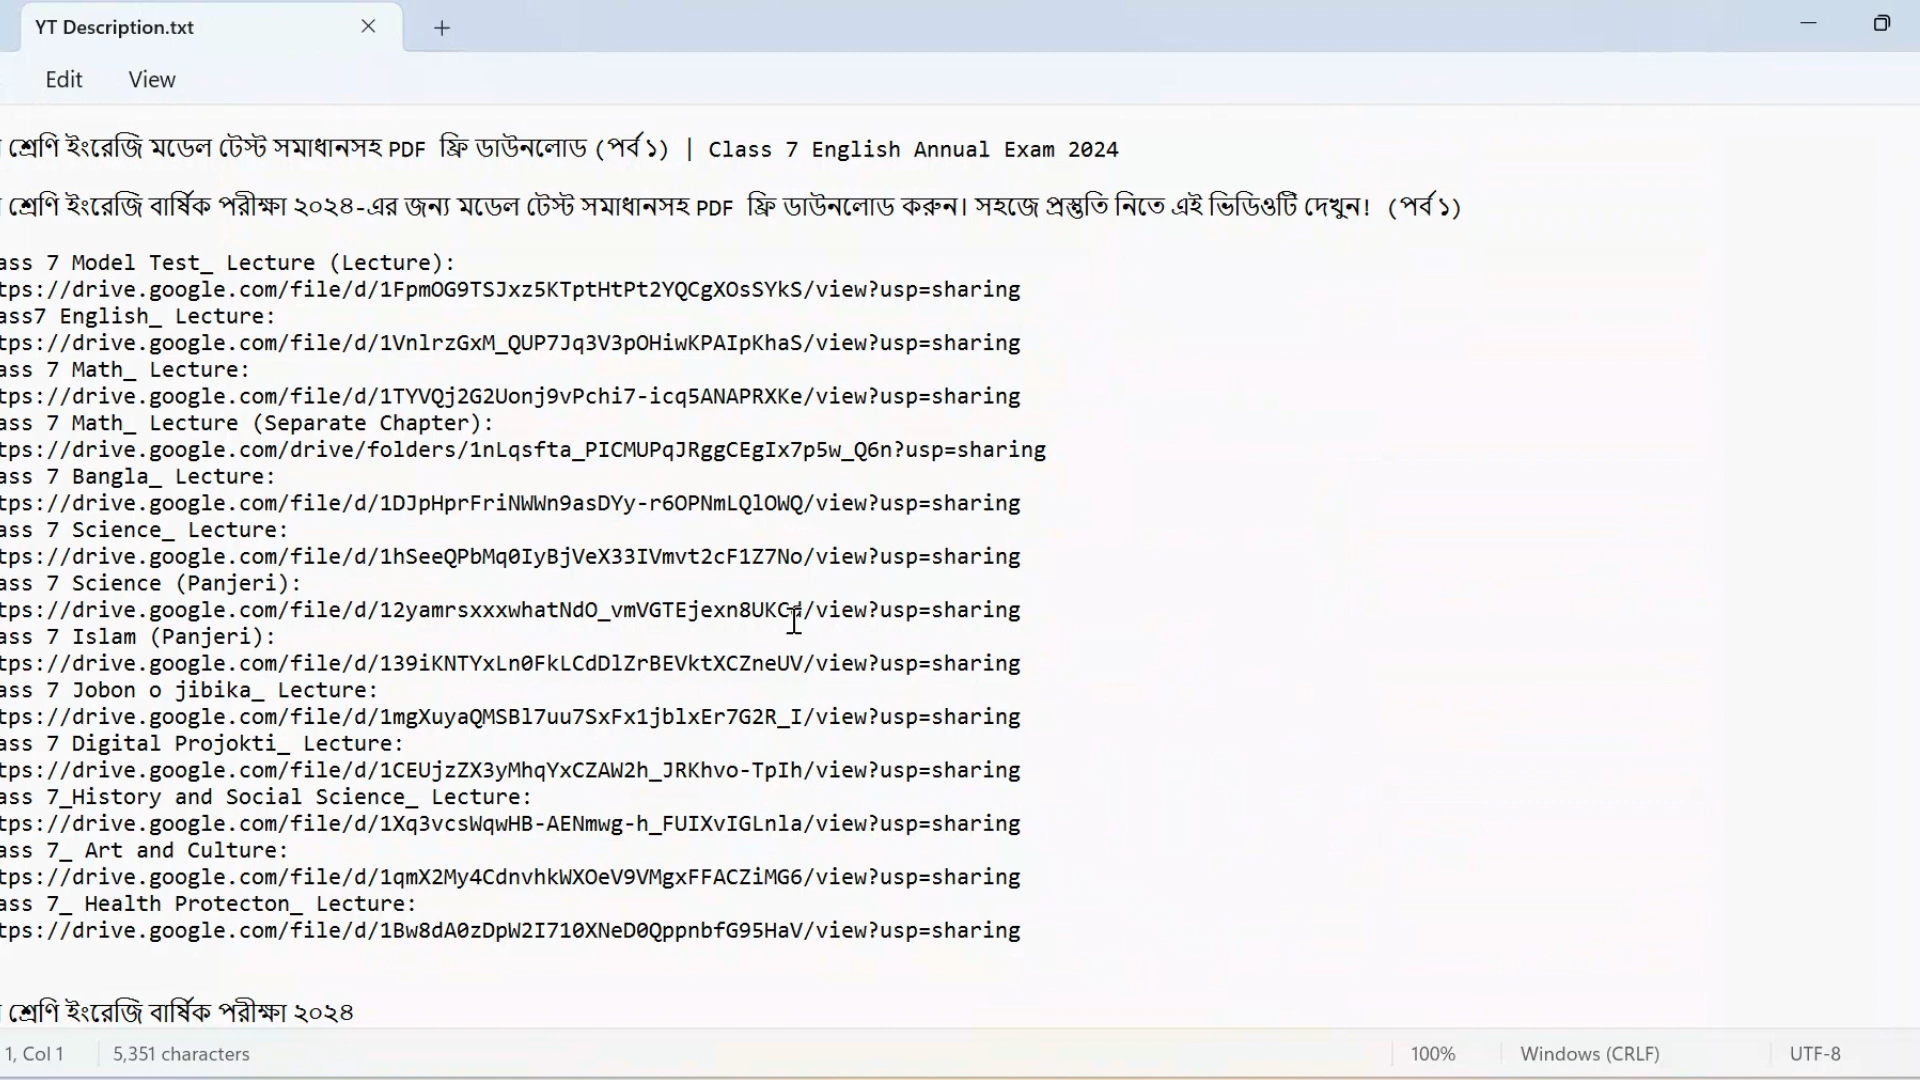 YT Description.txt
Edit View
শ্রেণি ইংরেজি মডেল টেস্ট সমাধানসহ PDF ফ্রি ডাউনলোড (পর্ব ১) | Class 7 English Annual Exam 2024
শ্রেণি ইংরেজি বার্ষিক পরীক্ষা ২০২৪-এর জন্য মডেল টেস্ট সমাধানসহ PDF ফ্রি ডাউনলোড করুন। সহজে প্রস্তুতি নিতে এই ভিডিওটি দেখুন! (পর্ব ১)
ass 7 Model Test_ Lecture (Lecture):
tps://drive.google.com/file/d/1FpmOG9TSJxz5KTptHtPt2YQCgXOsSYkS/view?usp=sharing
ass7 English_ Lecture:
tps://drive.google.com/file/d/1VnlrzGxM_QUP7Jq3V3pOHiwKPAIpKhaS/view?usp=sharing
ass 7 Math_ Lecture:
tps://drive.google.com/file/d/1TYVQj2G2Uonj9vPchi7-icq5ANAPRXKe/view?usp=sharing
ass 7 Math_ Lecture (Separate Chapter):
tps://drive.google.com/drive/folders/1nLqsfta_PICMUPqJRggCEgIx7p5w_Q6n?usp=sharing
ass 7 Bangla_ Lecture:
tps://drive.google.com/file/d/1DJpHprFriNWWn9asDYy-r6OPNmLQlOWQ/view?usp=sharing
ass 7 Science_ Lecture:
tps://drive.google.com/file/d/1hSeeQPbMq0IyBjVeX33IVmvt2cF1Z7No/view?usp=sharing
ass 7 Science (Panjeri):
ass 7 Islam (Panjeri):
tps://drive.google.com/file/d/139iKNTYxLn0FkLCdDlZrBEVktXCZneUV/view?usp=sharing
ass 7 Jobon o jibika_ Lecture:
tps://drive.google.com/file/d/1mgXuyaQMSBl7uu7SxFx1jblxEr7G2R_I/view?usp=sharing
ass 7 Digital Projokti_ Lecture:
tps://drive.google.com/file/d/1CEUjzZX3yMhqYxCZAW2h_JRKhvo-TpIh/view?usp=sharing
ass 7_History and Social Science_ Lecture:
tps://drive.google.com/file/d/1Xq3vcsWqwHB-AENmwg-h_FUIXvIGLnla/view?usp=sharing
ass 7_ Art and Culture:
tps://drive.google.com/file/d/1qmX2My4CdnvhkWXOeV9VMgxFFACZiMG6/view?usp=sharing
ass 7_ Health Protecton_ Lecture:
tps://drive.google.com/file/d/1Bw8dA0zDpW2I710XNeD0QppnbfG95HaV/view?usp=sharing
শ্রেণি ইংরেজি বার্ষিক পরীক্ষা ২০২৪
1, Col 1 5,351 characters 100% Windows (CRLF) UTF-8